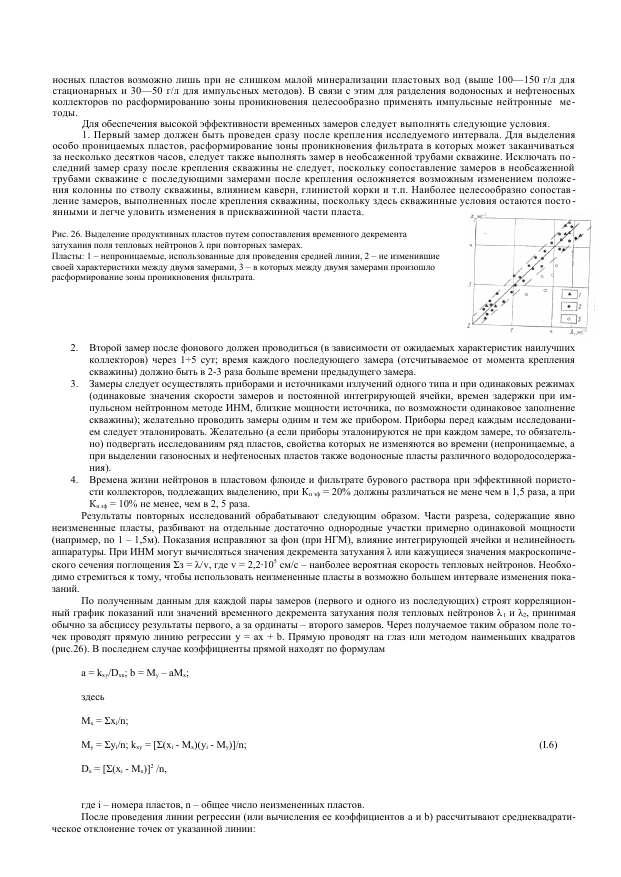 носных пластов возможно лишь при не слишком малой минерализации пластовых вод (выше 100—150 г/л для
стационарных и 30—50 г/л для импульсных методов). В связи с этим для разделения водоносных и нефтеносных
коллекторов по расформированию зоны проникновения целесообразно применять импульсные нейтронные ме-
тоды.
Для обеспечения высокой эффективности временных замеров следует выполнять следующие условия.
1. Первый замер должен быть проведен сразу после крепления исследуемого интервала. Для выделения
особо проницаемых пластов, расформирование зоны проникновения фильтрата в которых может заканчиваться
за несколько десятков часов, следует также выполнять замер в необсаженной трубами скважине. Исключать по-
следний замер сразу после крепления скважины не следует, поскольку сопоставление замеров в необсаженной
трубами скважине с последующими замерами после крепления осложняется возможным изменением положе-
ния колонны по стволу скважины, влиянием каверн, глинистой корки и т.п. Наиболее целесообразно сопостав-
ление замеров, выполненных после крепления скважины, поскольку здесь скважинные условия остаются посто-
янными и легче уловить изменения в прискважинной части пласта.
Рис. 26. Выделение продуктивных пластов путем сопоставления временного декремента
затухания поля тепловых нейтронов λ при повторных замерах.
Пласты: 1 – непроницаемые, использованные для проведения средней линии, 2 – не изменившие
своей характеристики между двумя замерами, 3 – в которых между двумя замерами произошло
расформирование зоны проникновения фильтрата.
1
2
3
2. Второй замер после фонового должен проводиться (в зависимости от ожидаемых характеристик наилучших
коллекторов) через 1÷5 сут; время каждого последующего замера (отсчитываемое от момента крепления
скважины) должно быть в 2-3 раза больше времени предыдущего замера.
3. Замеры следует осуществлять приборами и источниками излучений одного типа и при одинаковых режимах
(одинаковые значения скорости замеров и постоянной интегрирующей ячейки, времен задержки при им-
пульсном нейтронном методе ИНМ, близкие мощности источника, по возможности одинаковое заполнение
скважины); желательно проводить замеры одним и тем же прибором. Приборы перед каждым исследовани-
ем следует эталонировать. Желательно (а если приборы эталонируются не при каждом замере, то обязатель-
но) подвергать исследованиям ряд пластов, свойства которых не изменяются во времени (непроницаемые, а
при выделении газоносных и нефтеносных пластов также водоносные пласты различного водородосодержа-
ния).
4. Времена жизни нейтронов в пластовом флюиде и фильтрате бурового раствора при эффективной пористо-
сти коллекторов, подлежащих выделению, при Kп эф = 20% должны различаться не мене чем в 1,5 раза, а при
Kп эф = 10% не менее, чем в 2, 5 раза.
Результаты повторных исследований обрабатывают следующим образом. Части разреза, содержащие явно
неизмененные пласты, разбивают на отдельные достаточно однородные участки примерно одинаковой мощности
(например, по 1 – 1,5м). Показания исправляют за фон (при НГМ), влияние интегрирующей ячейки и нелинейность
аппаратуры. При ИНМ могут вычисляться значения декремента затухания λ или кажущиеся значения макроскопиче-
ского сечения поглощения Σз = λ/v, где v = 2,2·10⁵ см/с – наиболее вероятная скорость тепловых нейтронов. Необхо-
димо стремиться к тому, чтобы использовать неизмененные пласты в возможно большем интервале изменения пока-
заний.
По полученным данным для каждой пары замеров (первого и одного из последующих) строят корреляцион-
ный график показаний или значений временного декремента затухания поля тепловых нейтронов λ₁ и λ₂, принимая
обычно за абсциссу результаты первого, а за ординаты – второго замеров. Через получаемое таким образом поле то-
чек проводят прямую линию регрессии y = ax + b. Прямую проводят на глаз или методом наименьших квадратов
(рис.26). В последнем случае коэффициенты прямой находят по формулам
a = kxy/Dxx; b = My – aMx;
здесь
Mx = Σxi/n;
My = Σyi/n; kxy = [Σ(xi - Mx)(yi - My)]/n; (I.6)
Dx = [Σ(xi - Mx)]² /n,
где i – номера пластов, n – общее число неизмененных пластов.
После проведения линии регрессии (или вычисления ее коэффициентов a и b) рассчитывают среднеквадрати-
ческое отклонение точек от указанной линии: